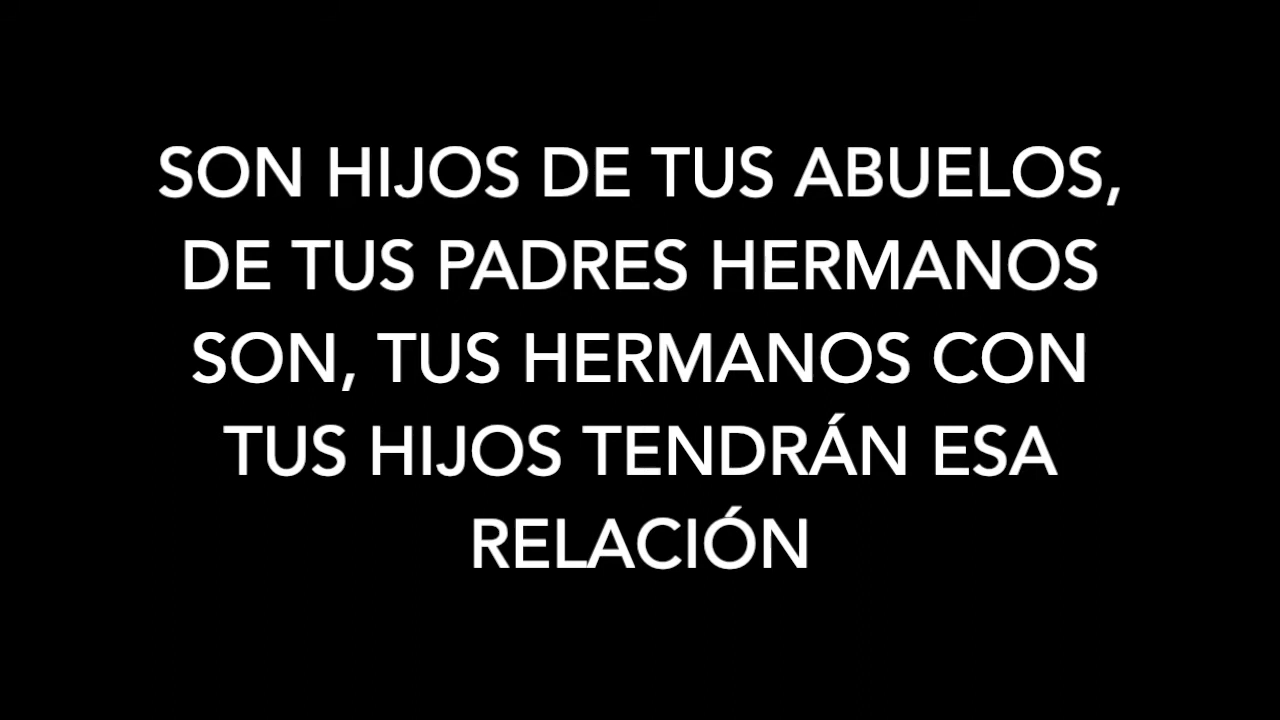 SON HIJOS DE TUS ABUELOS,
DE TUS PADRES HERMANOS
SON, TUS HERMANOS CON
TUS HIJOS TENDRÁN ESA
RELACIÓN